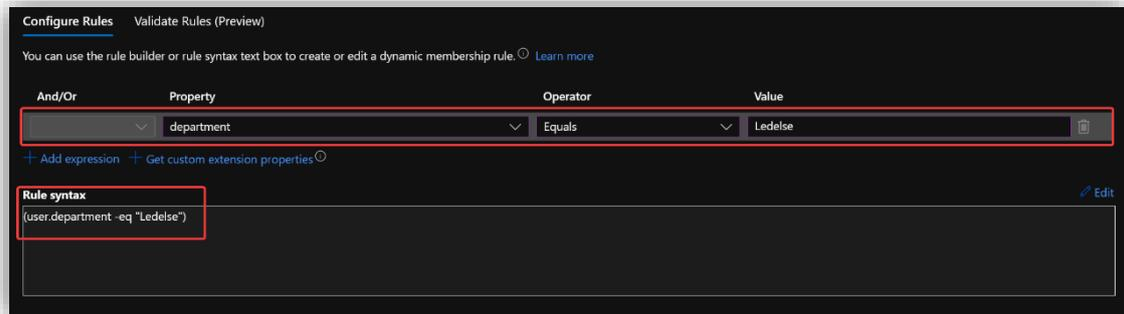 Configure Rules Validate Rules (Preview)
You can use the rule builder or rule syntax text box to create or edit a dynamic membership rule. Learn more
And/Or Property Operator Value
department Equals Ledelse
+ Add expression + Get custom extension properties
Rule syntax Edit
(user.department -eq "Ledelse")